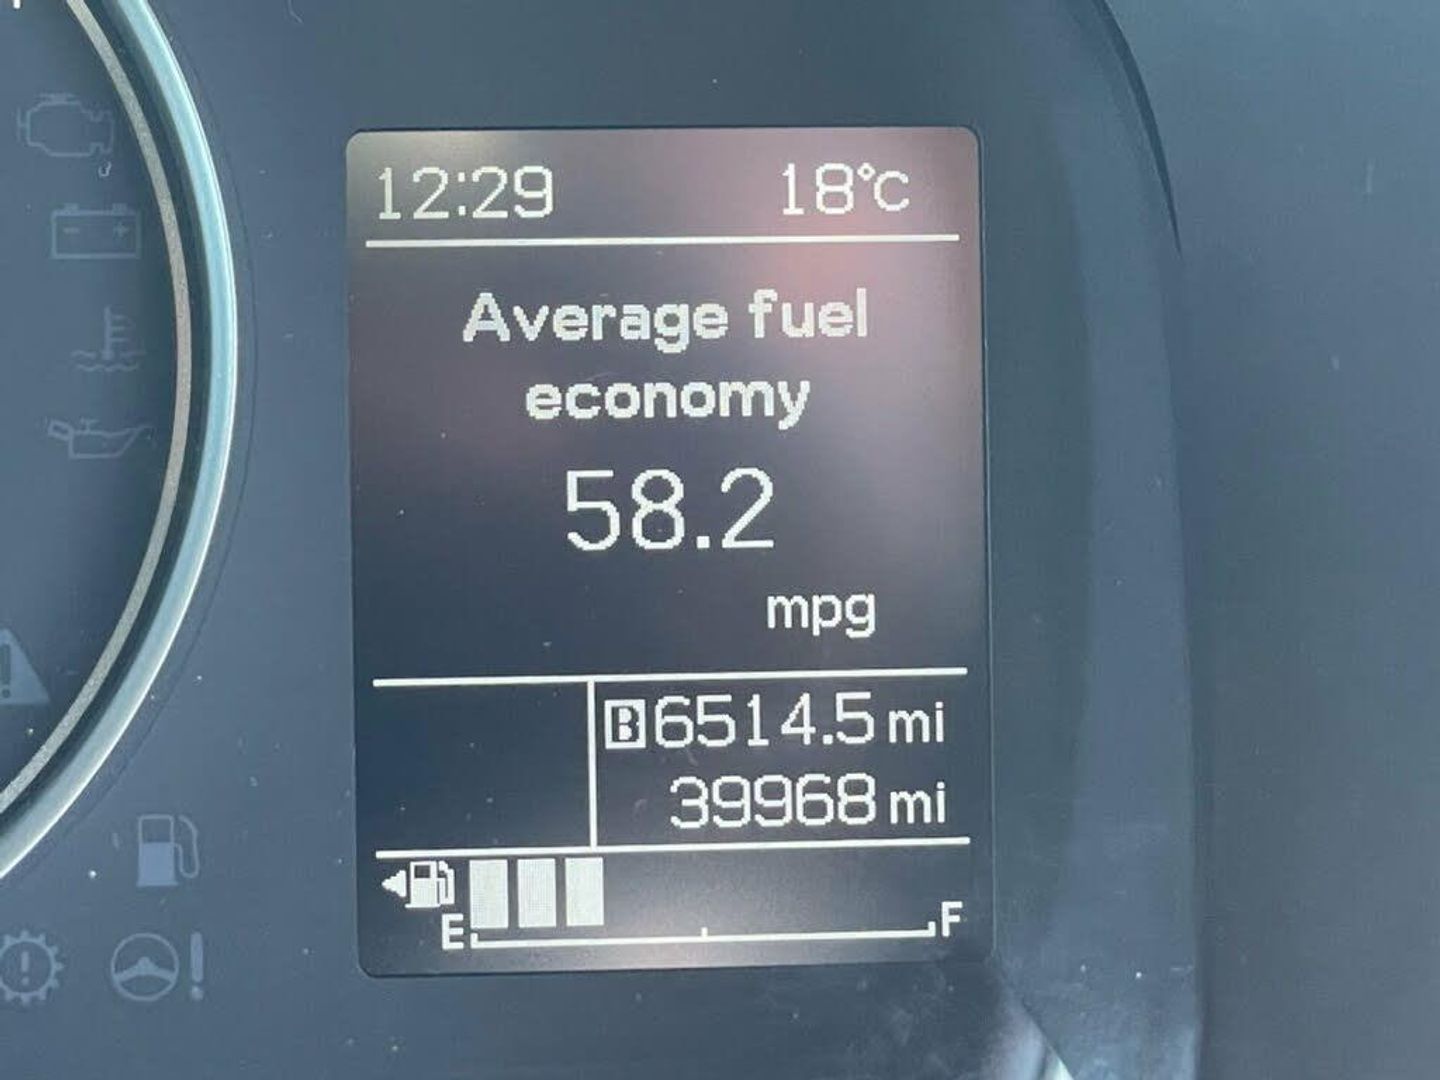 12:29 18°C
Average fuel
economy
58.2
mpg
B 6514.5 mi
39968 mi
E F